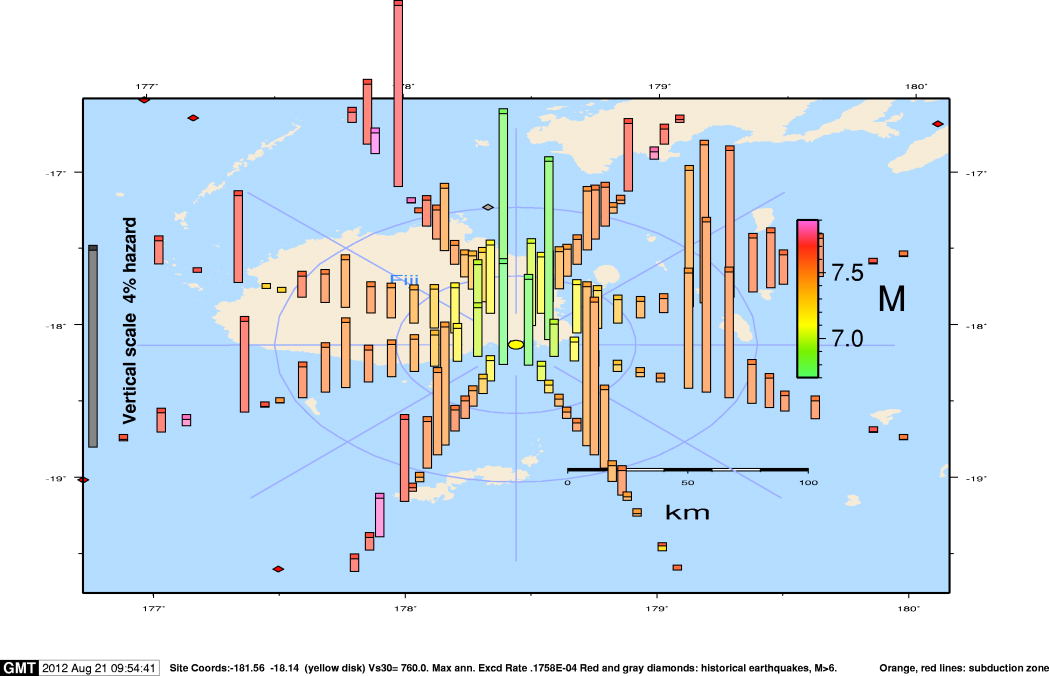 177° 178° 179° 180°
-17° -17°
Vertical scale 4% hazard
Fiji
7.5
M
-18° 7.0 -18°
-19° -19°
0 50 100
km
177° 178° 179° 180°
GMT 2012 Aug 21 09:54:41 Site Coords:-181.56 -18.14 (yellow disk) Vs30= 760.0. Max ann. Excd Rate .1758E-04 Red and gray diamonds: historical earthquakes, M>6. Orange, red lines: subduction zone